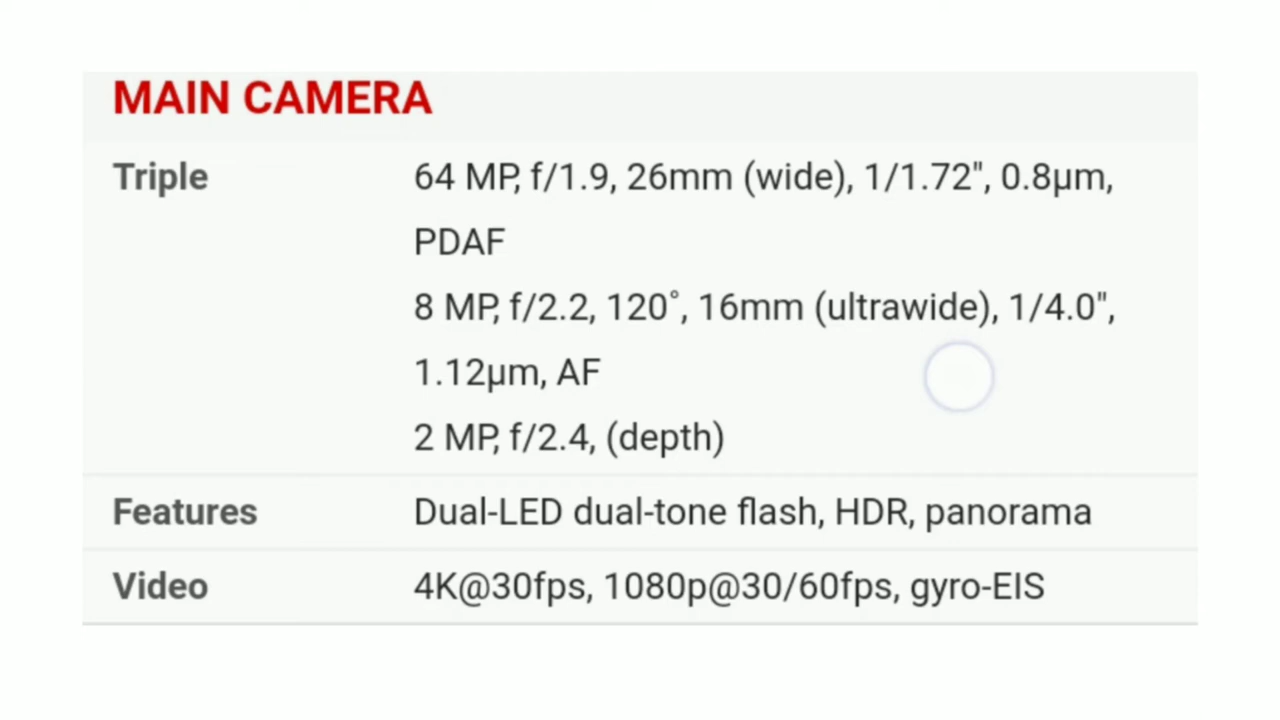 MAIN CAMERA
Triple 64 MP, f/1.9, 26mm (wide), 1/1.72", 0.8µm,
PDAF
8 MP, f/2.2, 120˚, 16mm (ultrawide), 1/4.0",
1.12µm, AF
2 MP, f/2.4, (depth)
Features Dual-LED dual-tone flash, HDR, panorama
Video 4K@30fps, 1080p@30/60fps, gyro-EIS